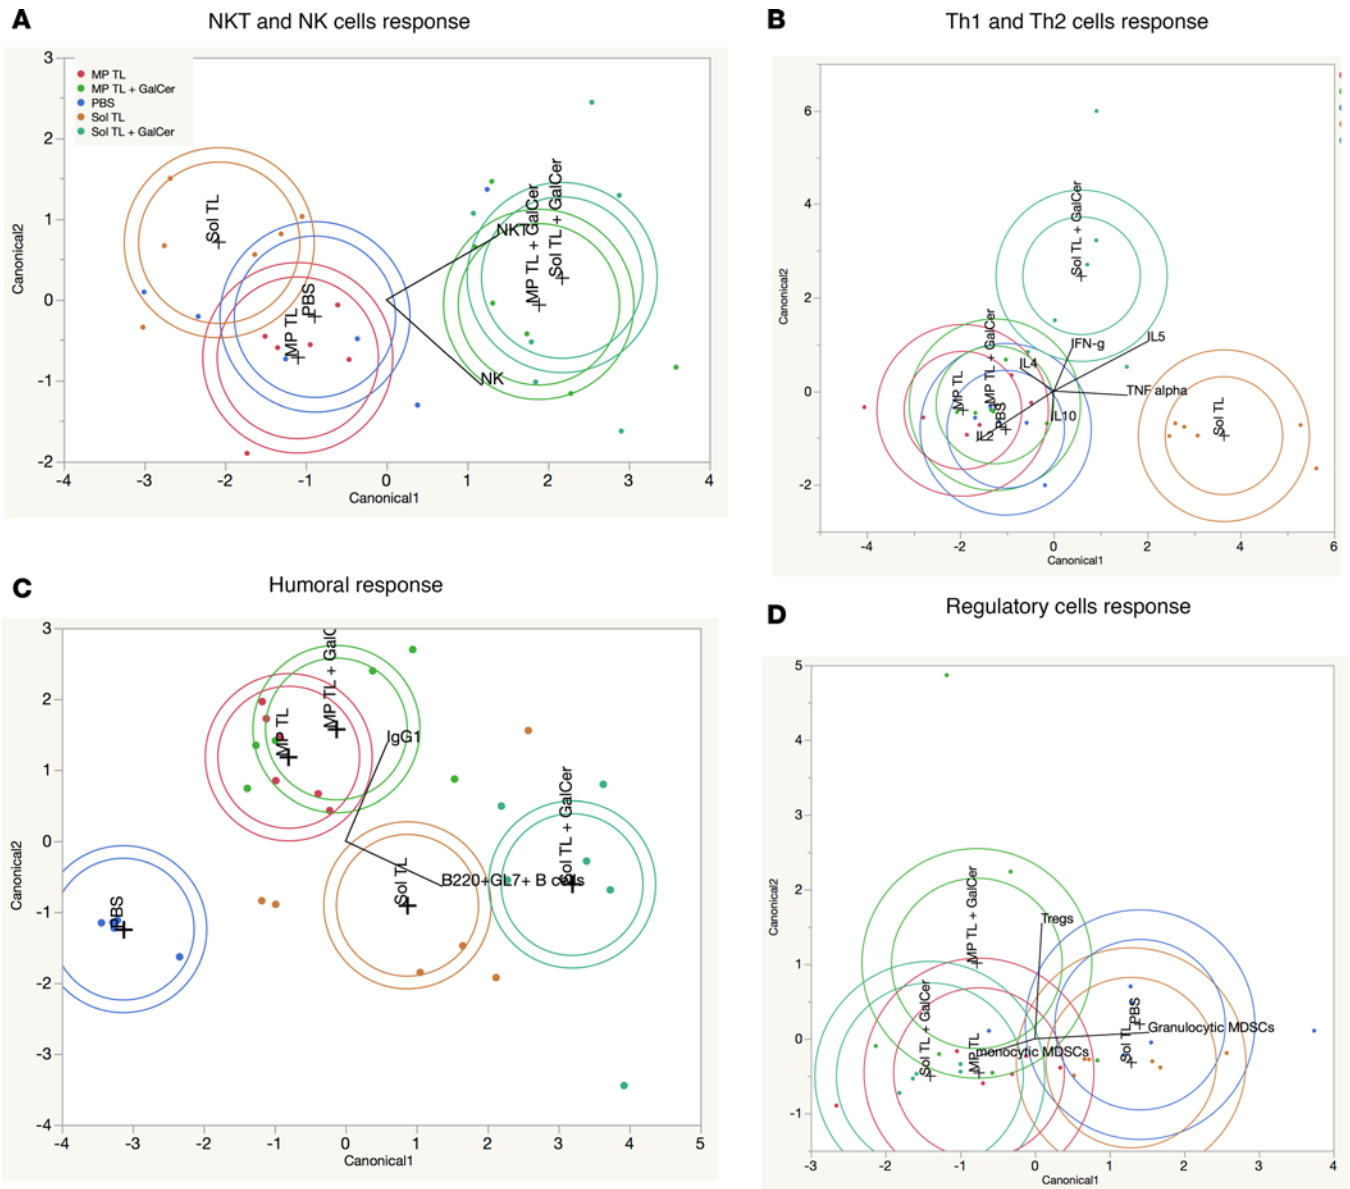 A
NKT and NK cells response
3
2
1
0
-1
-2
Canonical2
MP TL
MP TL + GalCer
PBS
Sol TL
Sol TL + GalCer
Sol TL
PBS
MP TL
NKT
MP TL + GalCer
Sol TL + GalCer
NK
-4
-3
-2
-1
0
1
2
3
4
Canonical1
B
Th1 and Th2 cells response
6
4
2
0
-2
Canonical2
Sol TL + GalCer
MP TL + GalCer
MP TL
PBS
IFN-g
IL5
IL4
TNF alpha
IL10
IL2
Sol TL
-4
-2
0
2
4
6
Canonical1
C
Humoral response
3
2
1
0
-1
-2
-3
-4
Canonical2
MP TL + GalC
MP TL
IgG1
Sol TL + GalCer
Sol TL
B220+GL7+ B cells
PBS
-4
-3
-2
-1
0
1
2
3
4
5
Canonical1
D
Regulatory cells response
5
4
3
2
1
0
-1
Canonical2
MP TL + GalCer
Tregs
Sol TL + GalCer
MP TL
monocytic MDSCs
PBS
Sol TL
Granulocytic MDSCs
-3
-2
-1
0
1
2
3
4
Canonical1